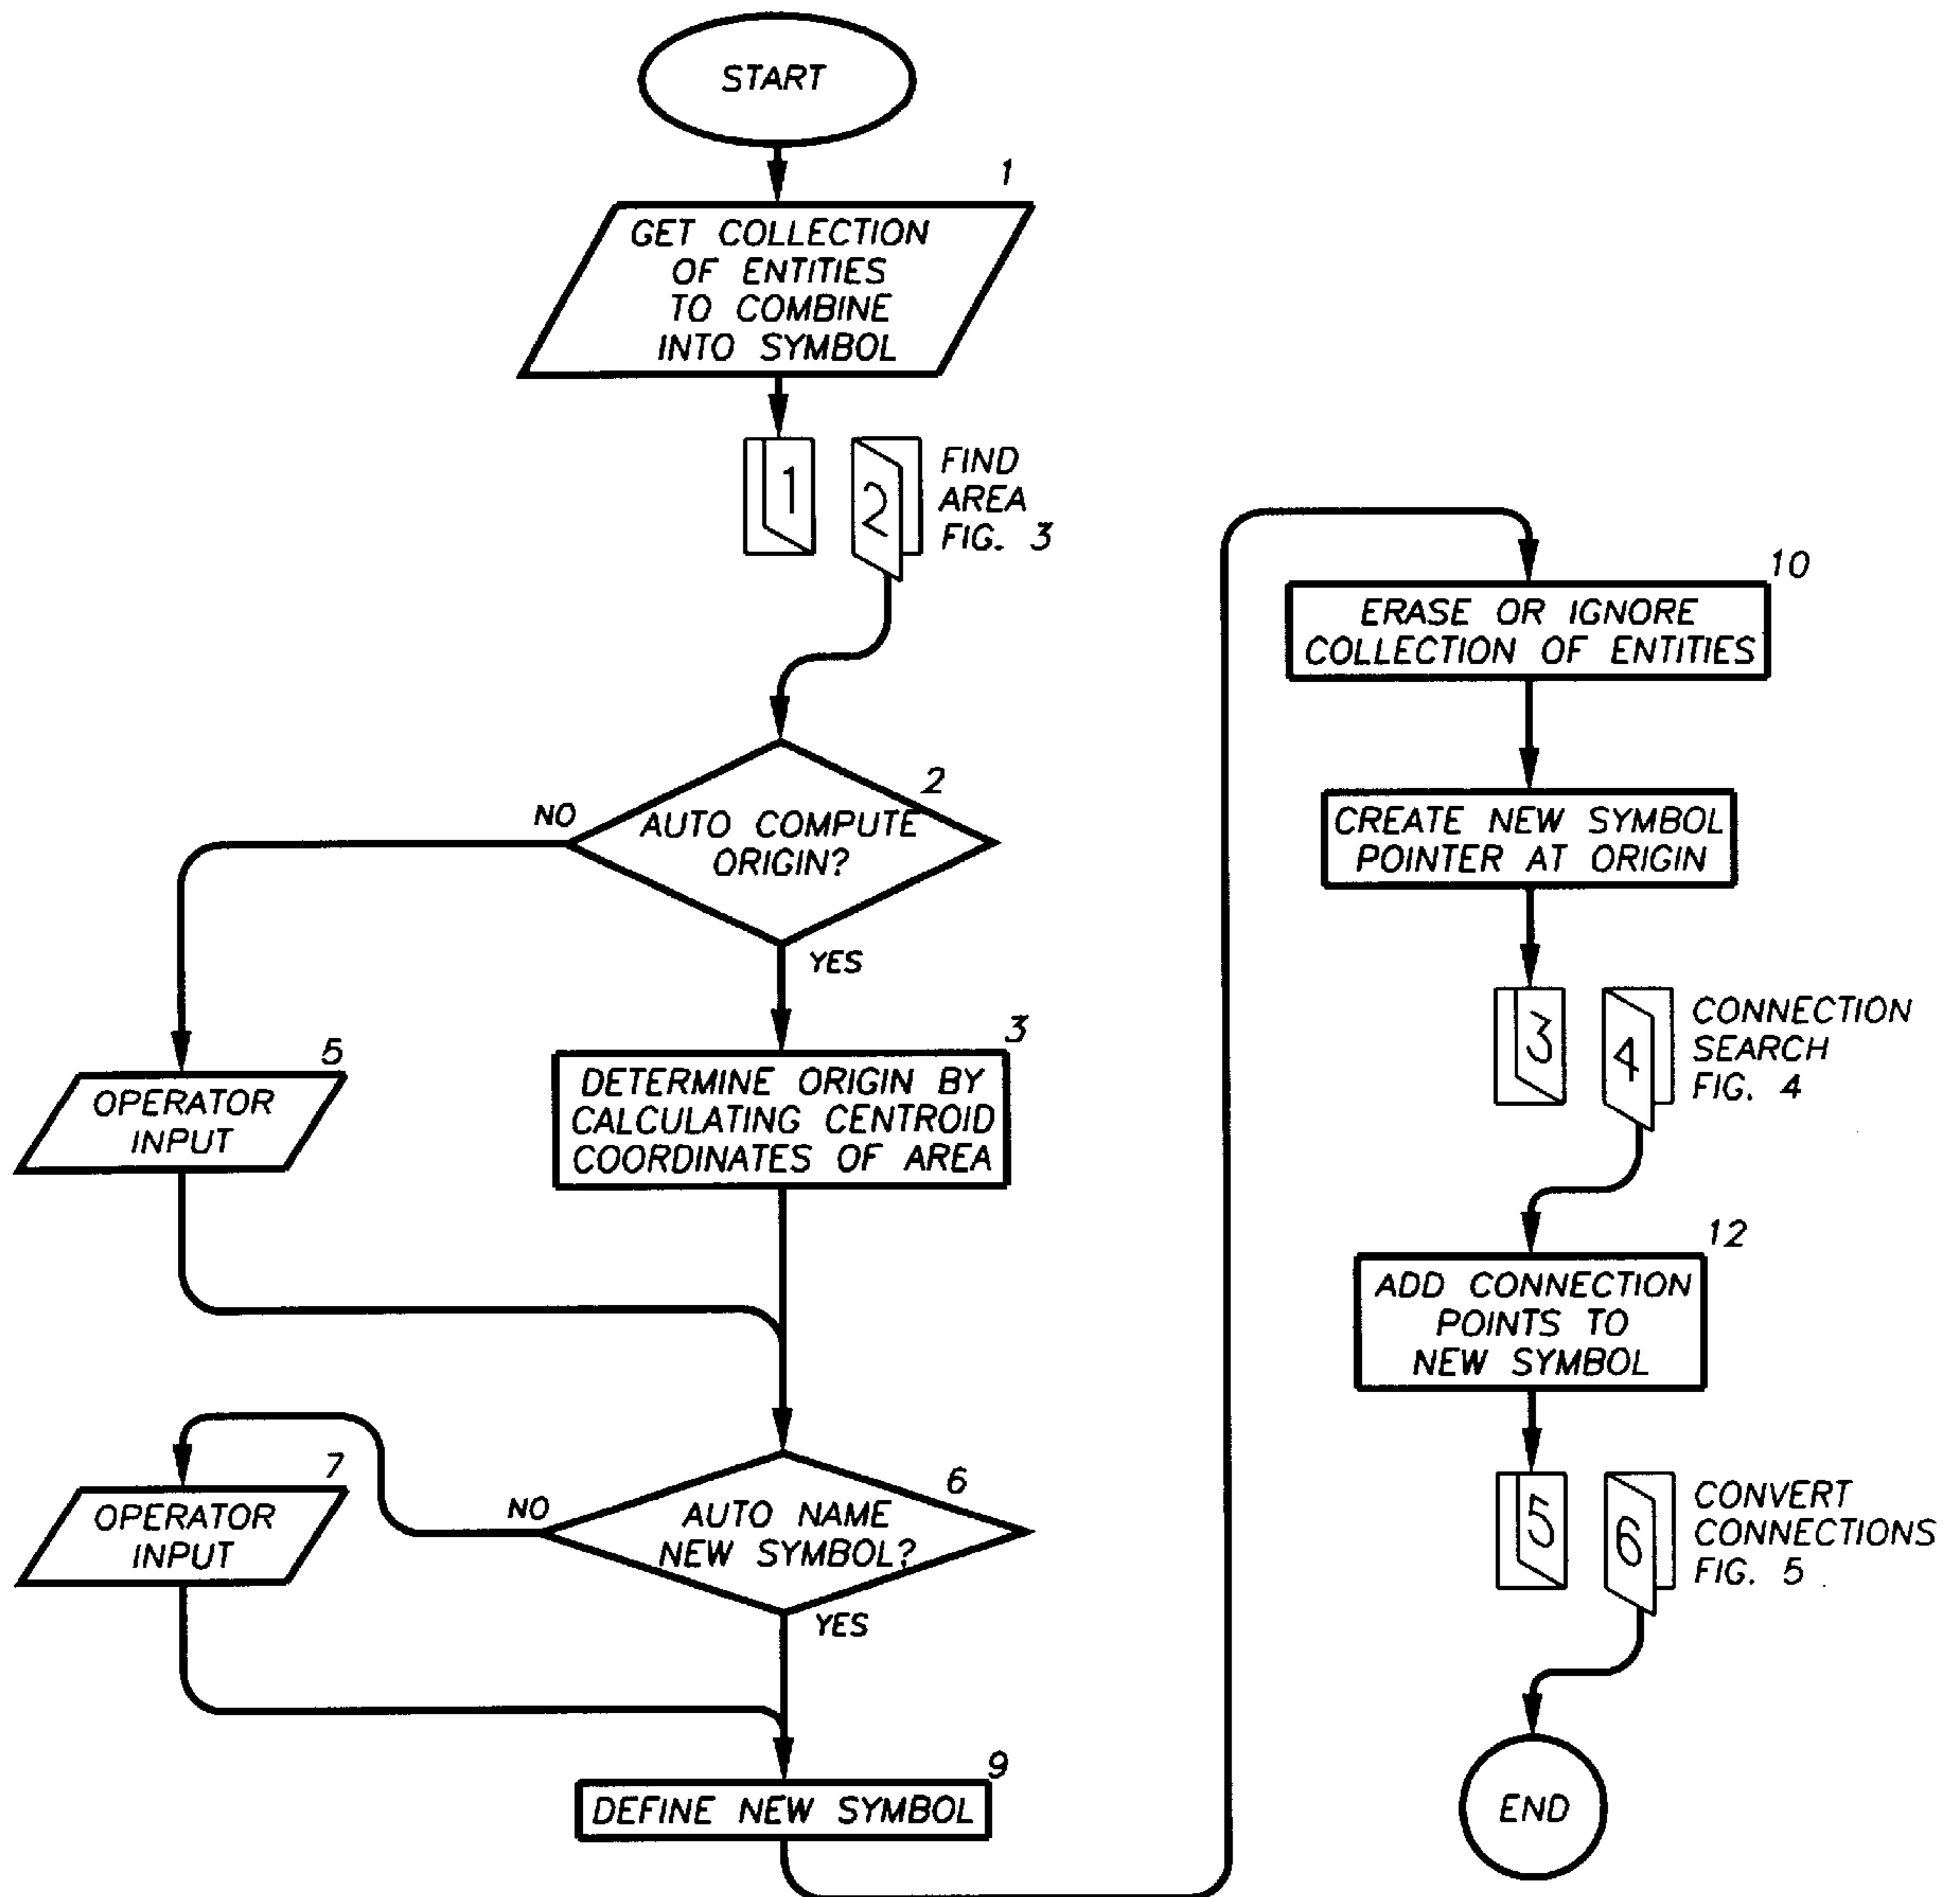 START
1
GET COLLECTION
OF ENTITIES
TO COMBINE
INTO SYMBOL
1
2
FIND
AREA
FIG. 3
2
AUTO COMPUTE
ORIGIN?
NO
YES
5
OPERATOR
INPUT
3
DETERMINE ORIGIN BY
CALCULATING CENTROID
COORDINATES OF AREA
6
AUTO NAME
NEW SYMBOL?
NO
YES
7
OPERATOR
INPUT
9
DEFINE NEW SYMBOL
10
ERASE OR IGNORE
COLLECTION OF ENTITIES
CREATE NEW SYMBOL
POINTER AT ORIGIN
3
4
CONNECTION
SEARCH
FIG. 4
12
ADD CONNECTION
POINTS TO
NEW SYMBOL
5
6
CONVERT
CONNECTIONS
FIG. 5
END